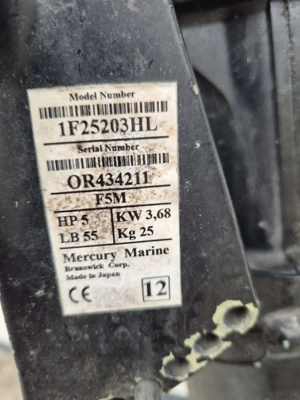 Model Number
1F25203HL
Serial Number
OR434211
F5M
HP 5 KW 3,68
LB 55 Kg 25
Mercury Marine
Brunswick Corp.
Made in Japan
CE 12